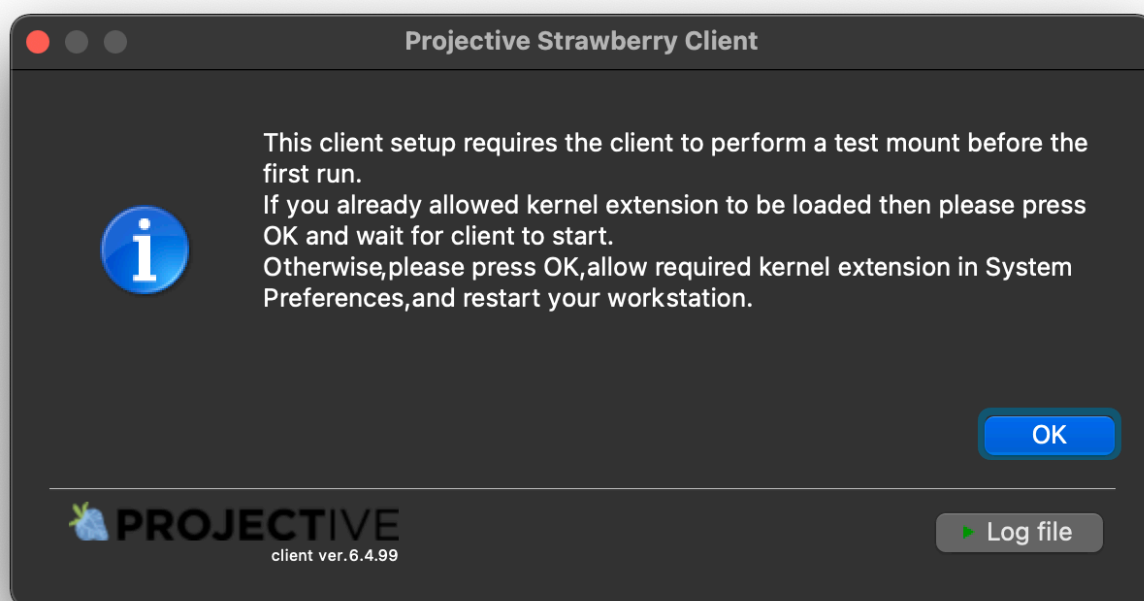 Projective Strawberry Client
This client setup requires the client to perform a test mount before the
first run.
If you already allowed kernel extension to be loaded then please press
OK and wait for client to start.
Otherwise,please press OK,allow required kernel extension in System
Preferences,and restart your workstation.
OK
PROJECTIVE
client ver.6.4.99
Log file